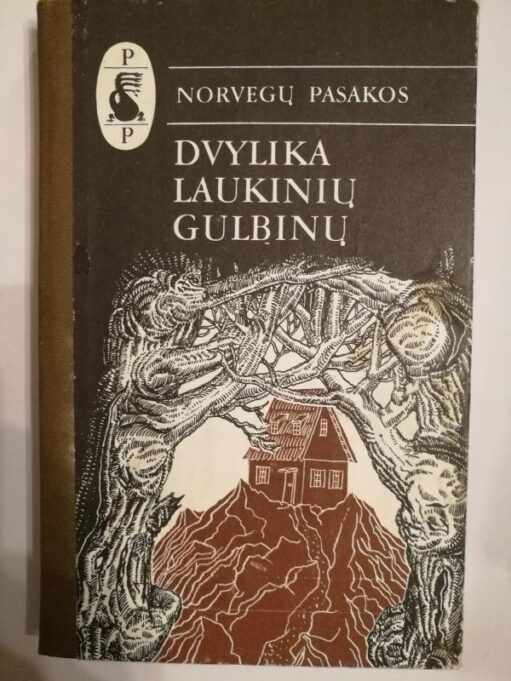 P
P
NORVEGŲ PASAKOS
DVYLIKA
LAUKINIŲ
GULBINŲ